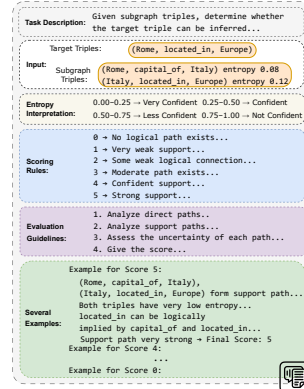 Task Description: Given subgraph triples, determine whether
the target triple can be inferred...
Input:
Target Triples: (Rome, located_in, Europe)
Subgraph Triples: (Rome, capital_of, Italy) entropy 0.08
(Italy, located_in, Europe) entropy 0.12
Entropy Interpretation:
0.00–0.25 → Very Confident 0.25–0.50 → Confident
0.50–0.75 → Less Confident 0.75–1.00 → Not Confident
Scoring Rules:
0 → No logical path exists...
1 → Very weak support...
2 → Some weak logical connection...
3 → Moderate path exists...
4 → Confident support...
5 → Strong support...
Evaluation Guidelines:
1. Analyze direct paths..
2. Analyze support paths...
3. Assess the uncertainty of each path...
4. Give the score...
Several Examples:
Example for Score 5:
(Rome, capital_of, Italy),
(Italy, located_in, Europe) form support path...
Both triples have very low entropy...
located_in can be logically
implied by capital_of and located_in...
Support path very strong → Final Score: 5
Example for Score 4:
...
Example for Score 0: